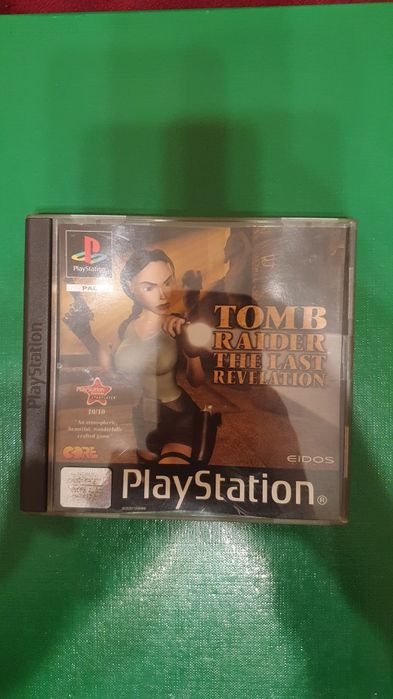 PlayStation
PlayStation
PAL
TOMB
RAIDER
THE LAST
REVELATION
PlayStation
10/10
"An atmospheric,
beautiful, wonderfully
crafted game"
CORE
EIDOS
PlayStation®